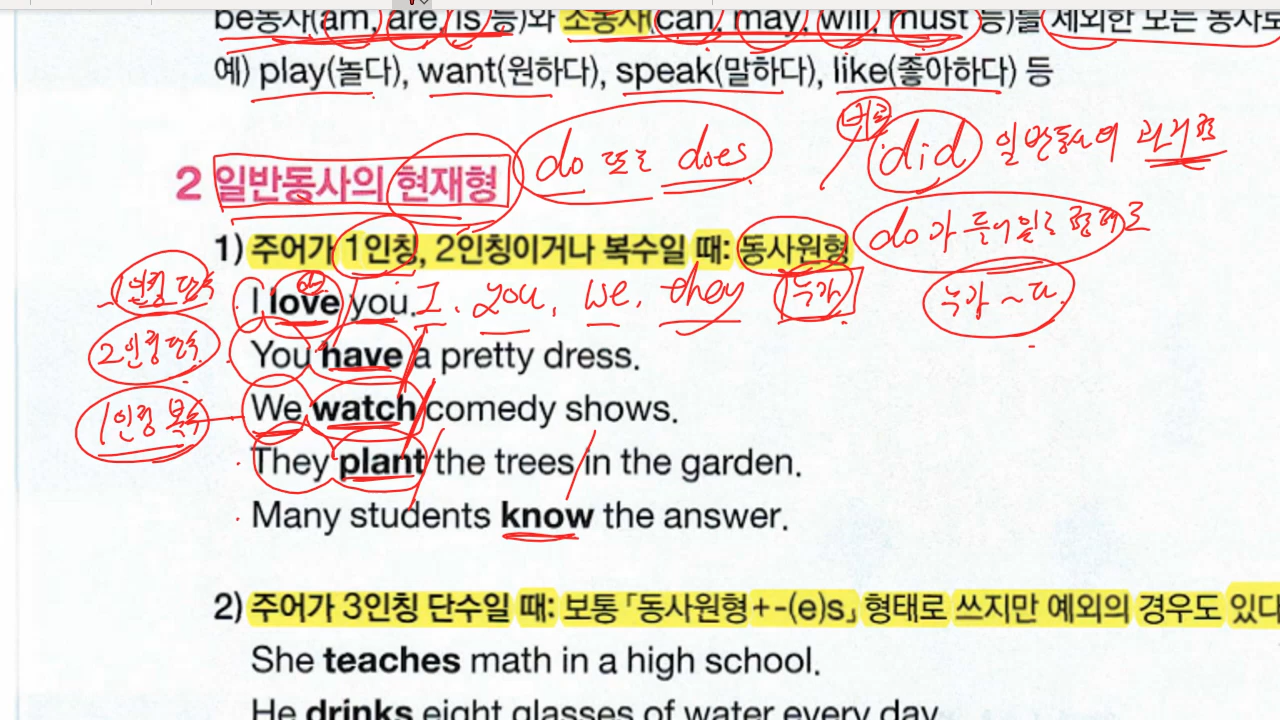 be동사(am, are, is 등)와 조동사(can, may, will, must 등)를 제외한 모든 동사로
예) play(놀다), want(원하다), speak(말하다), like(좋아하다) 등
바로
do 또는 does
did 일반동사의 과거형
2 일반동사의 현재형
do가 들어있는 형태로
1) 주어가 1인칭, 2인칭이거나 복수일 때: 동사원형
1인칭 단수
I love you.
I. you, we. they
누가
누가 ~다.
2인칭 단수
You have a pretty dress.
1인칭 복수
We watch comedy shows.
They plant the trees in the garden.
Many students know the answer.
2) 주어가 3인칭 단수일 때: 보통 「동사원형+-(e)s」 형태로 쓰지만 예외의 경우도 있다
She teaches math in a high school.
He drinks eight glasses of water every day.